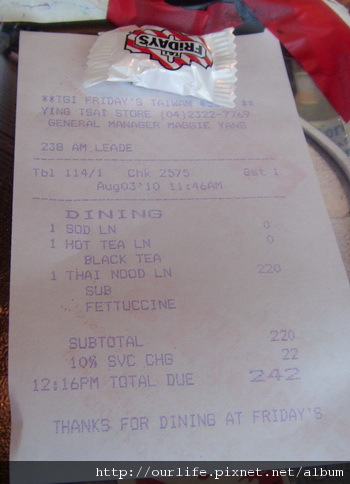 FRIDAY'S
**TGI FRIDAY'S TAIWAN **
YING TSAI STORE (04)2322-7769
GENERAL MANAGER MAGGIE YANG
238 AM LEADE
Tbl 114/1 Chk 2575 Gst 1
Aug03'10 11:46AM
DINING
1 SOD LN 0
1 HOT TEA LN 0
BLACK TEA
1 THAI NOOD LN 220
SUB
FETTUCCINE
SUBTOTAL 220
10% SVC CHG 22
12:16PM TOTAL DUE 242
THANKS FOR DINING AT FRIDAY'S
http://ourlife.pixnet.net/album